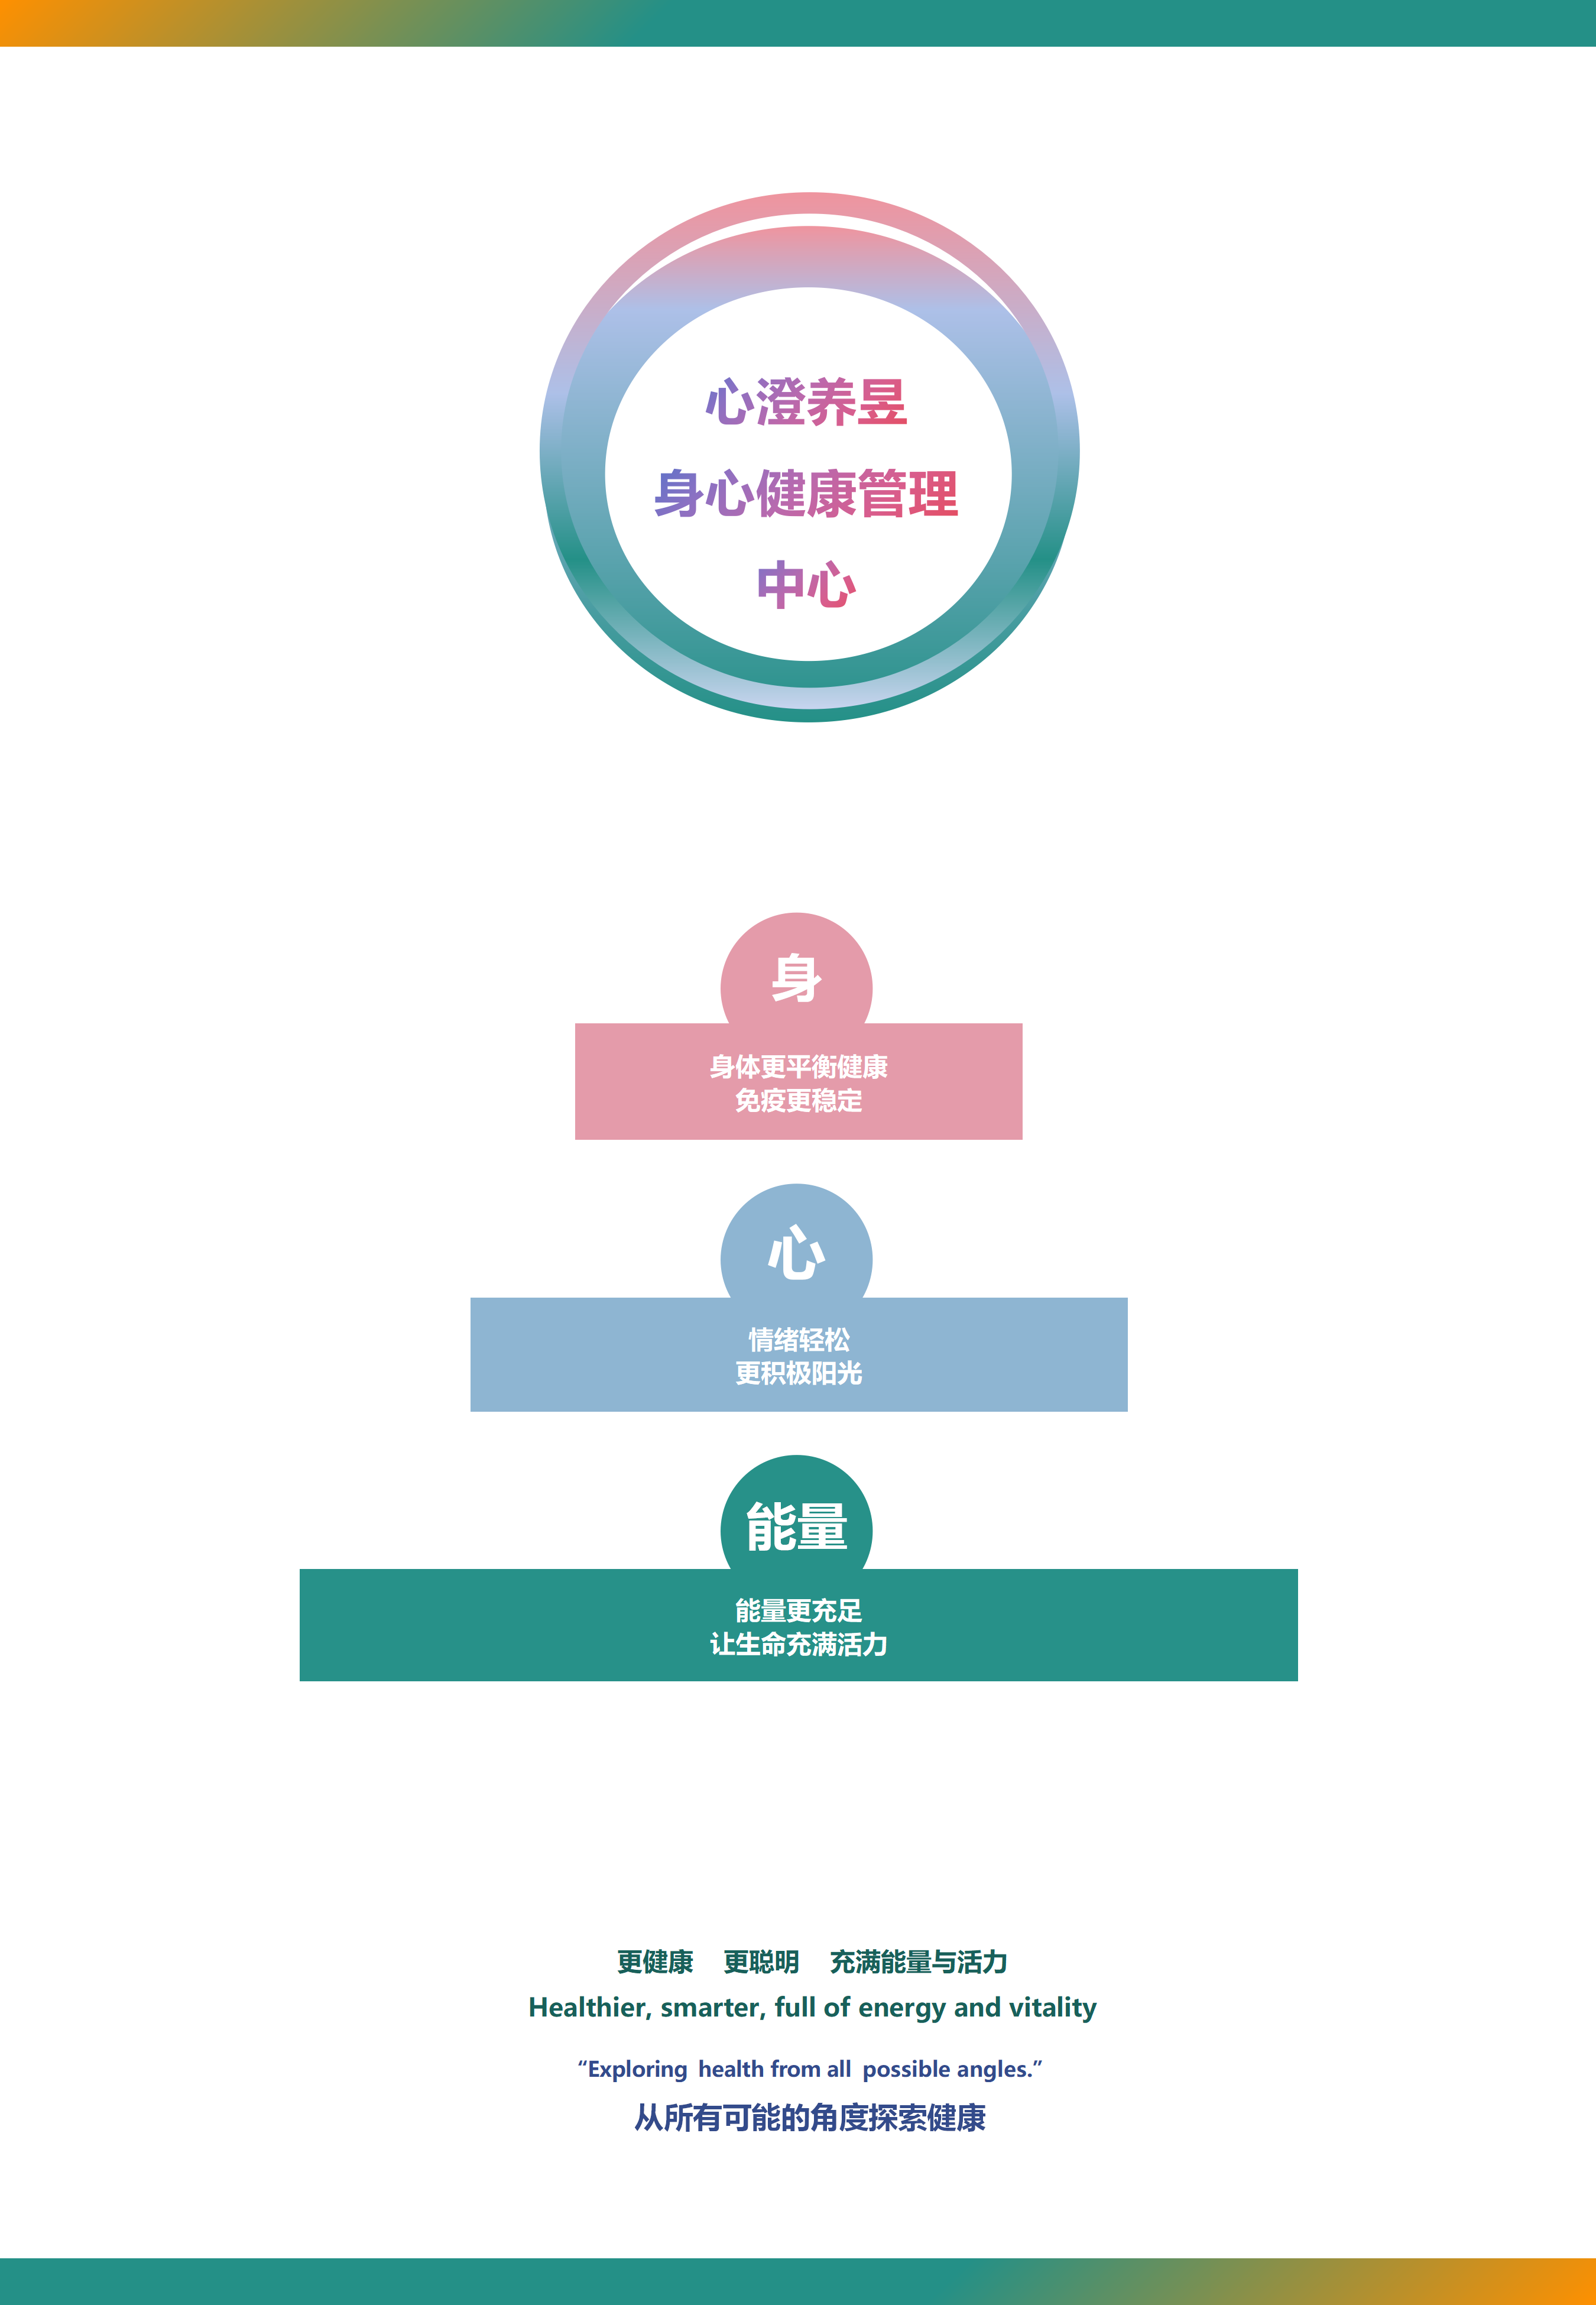 心澄养昱
身心健康管理
中心
身
身体更平衡健康
免疫更稳定
心
情绪轻松
更积极阳光
能量
能量更充足
让生命充满活力
更健康 更聪明 充满能量与活力
Healthier, smarter, full of energy and vitality
“Exploring health from all possible angles.”
从所有可能的角度探索健康